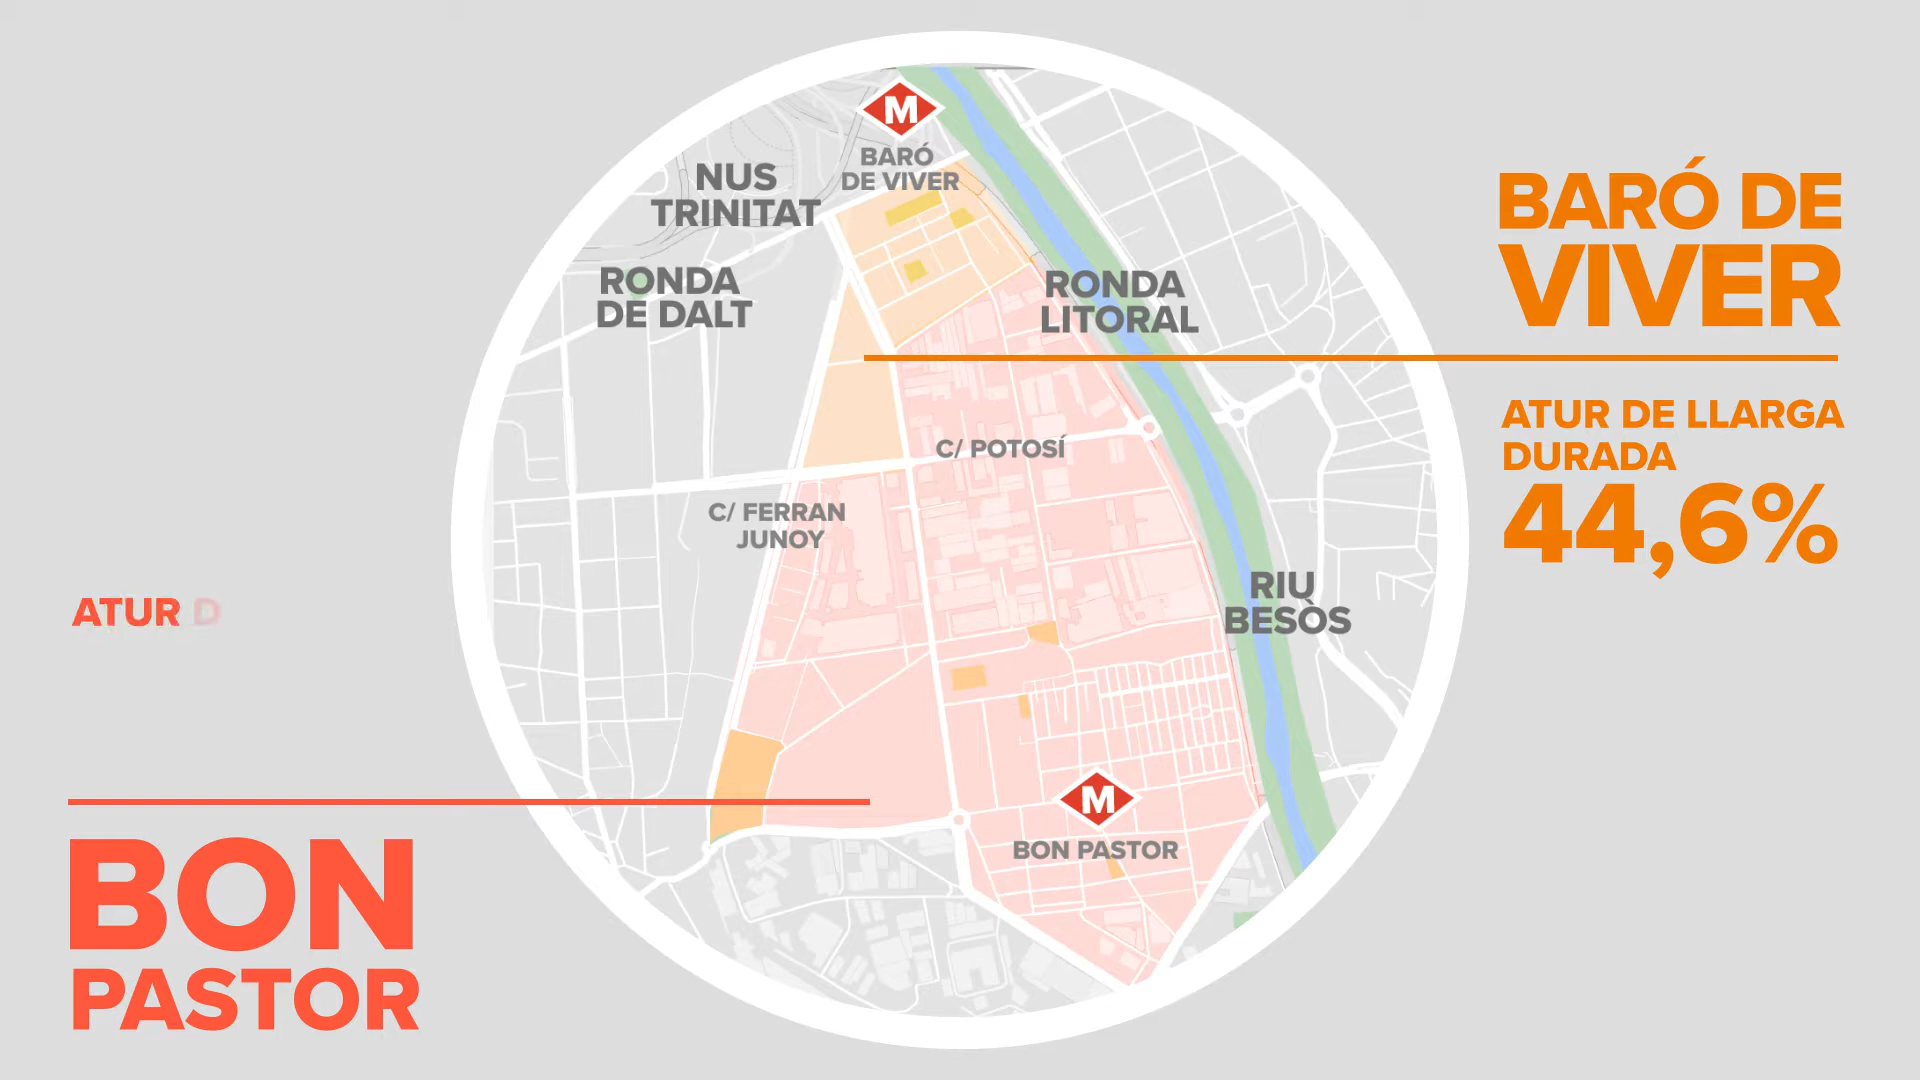 M
BARÓ
DE VIVER
NUS
TRINITAT
RONDA
DE DALT
RONDA
LITORAL
C/ POTOSÍ
C/ FERRAN
JUNOY
RIU
BESÒS
M
BON PASTOR
BARÓ DE
VIVER
ATUR DE LLARGA
DURADA
44,6%
ATUR D
BON
PASTOR